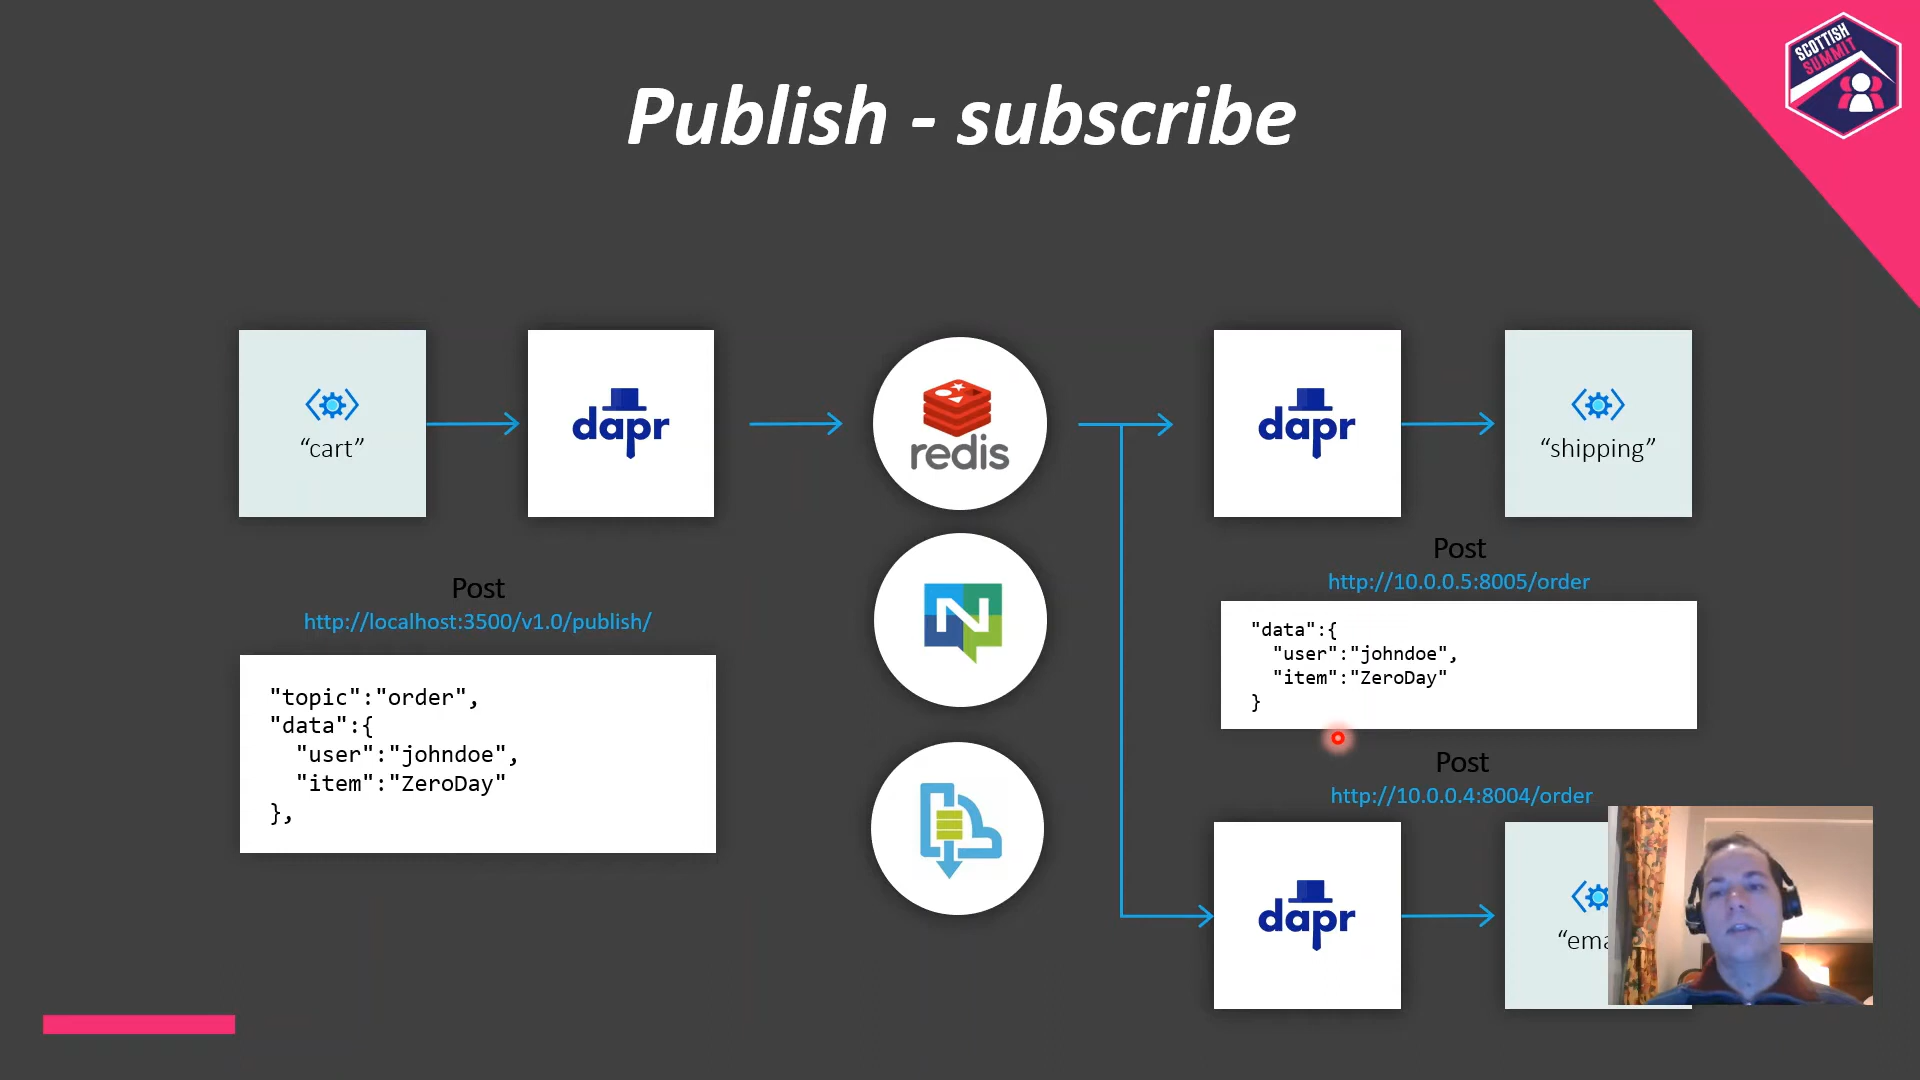 SCOTTISH
SUMMIT
Publish - subscribe
“cart”
dapr
redis
dapr
“shipping”
Post
http://localhost:3500/v1.0/publish/
"topic":"order",
"data":{
"user":"johndoe",
"item":"ZeroDay"
},
N
Post
http://10.0.0.5:8005/order
"data":{
"user":"johndoe",
"item":"ZeroDay"
}
Post
http://10.0.0.4:8004/order
dapr